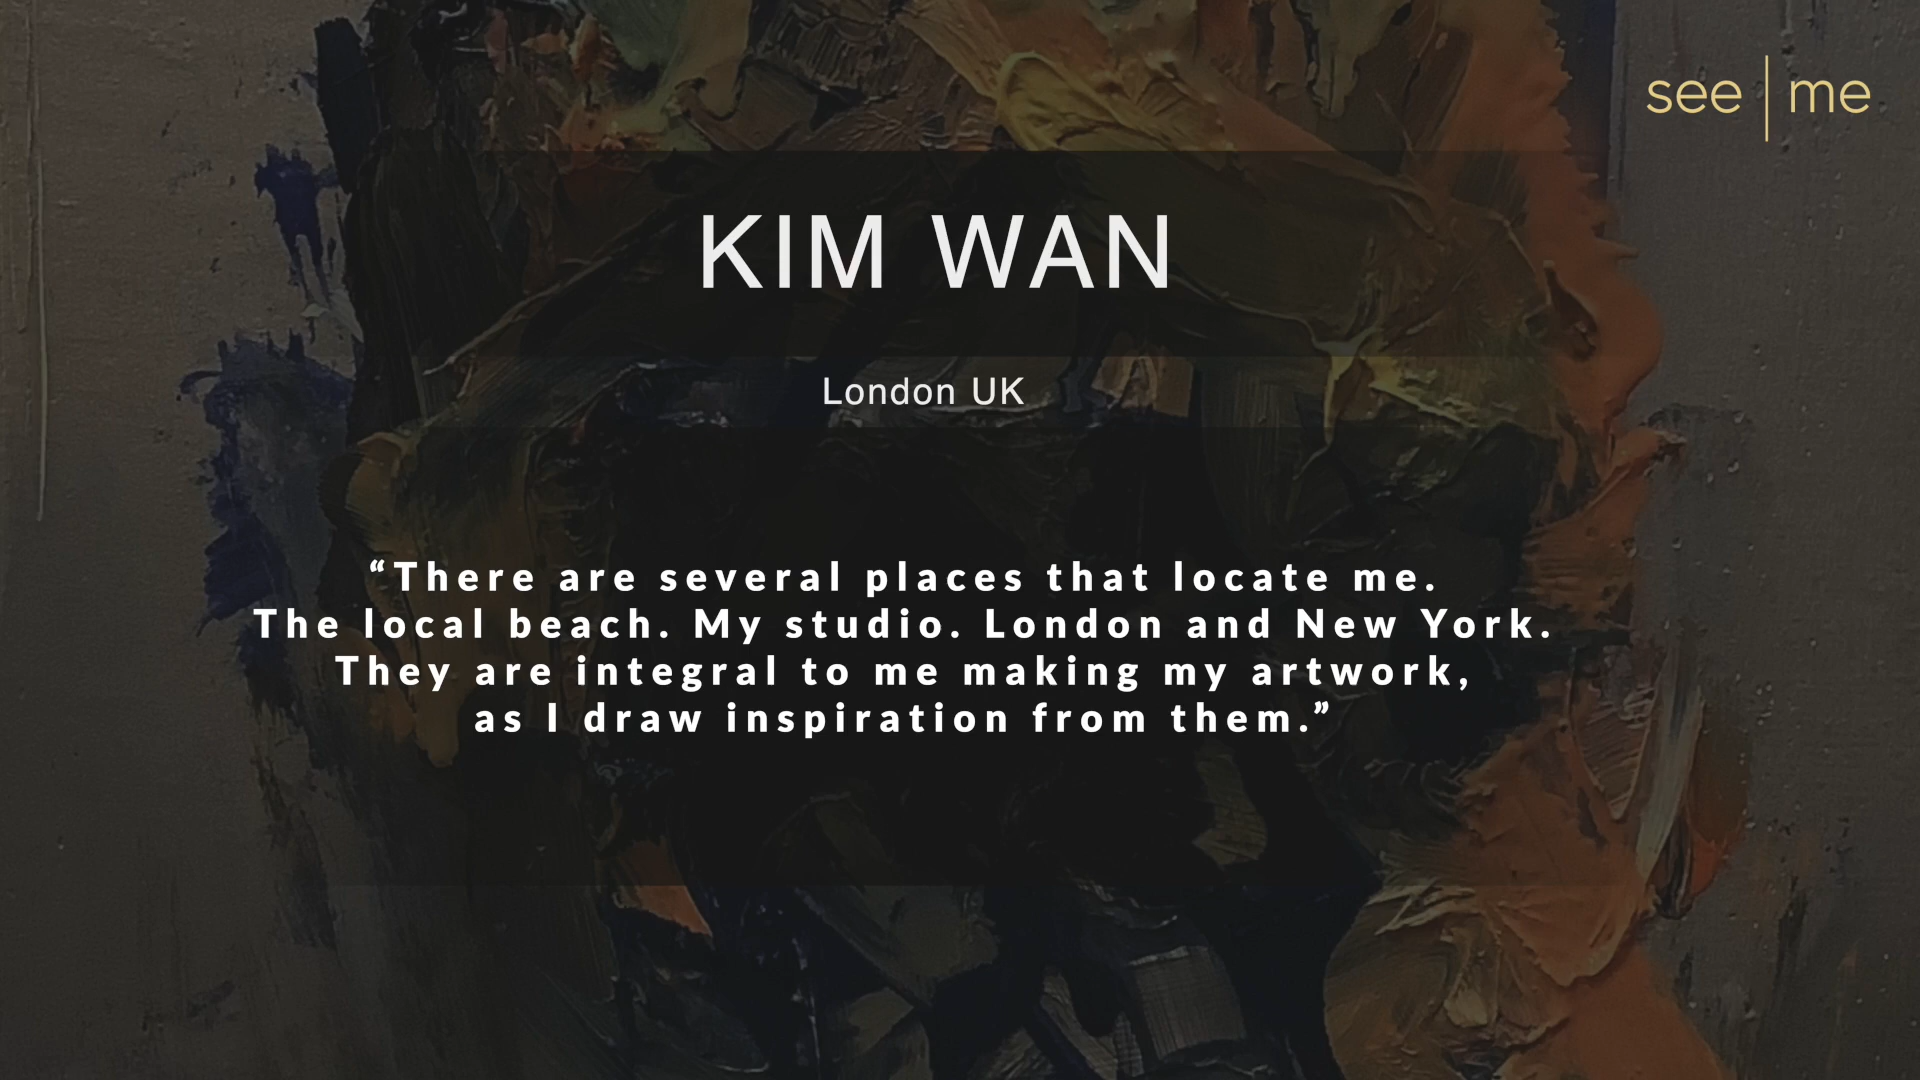 see | me
KIM WAN
London UK
“There are several places that locate me.
The local beach. My studio. London and New York.
They are integral to me making my artwork,
as I draw inspiration from them.”